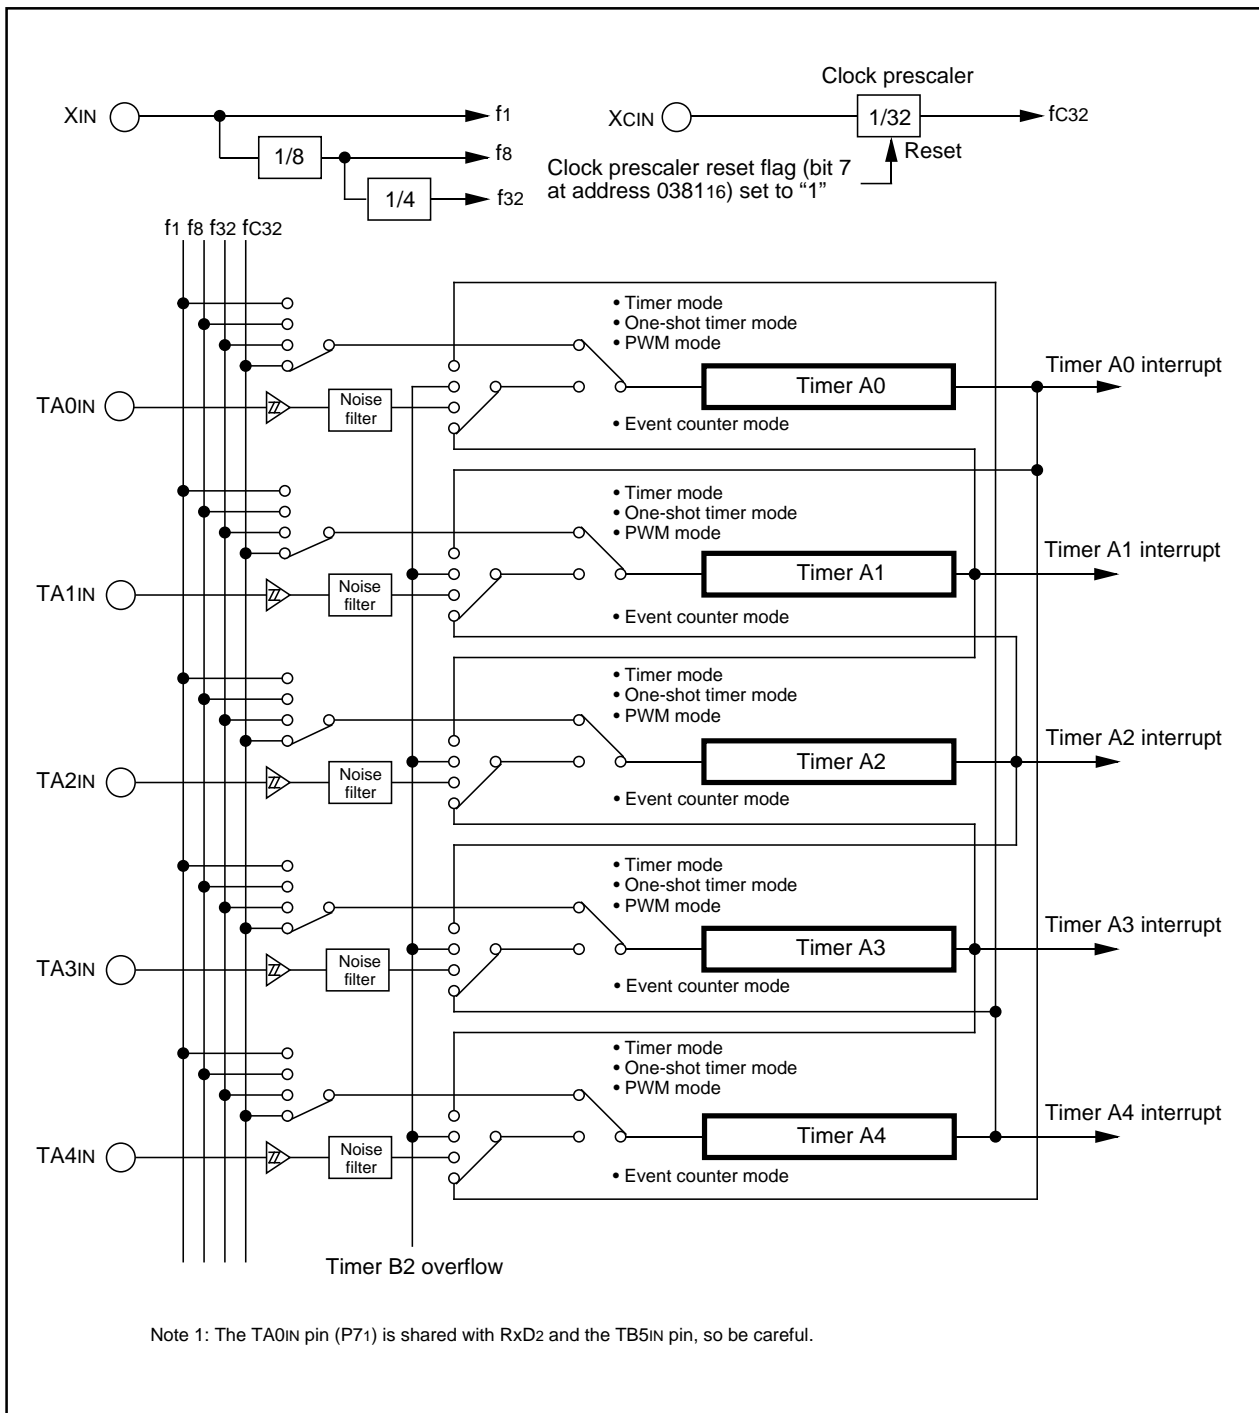 Clock prescaler
XIN
f1
XCIN
1/32
fC32
1/8
f8
Reset
Clock prescaler reset flag (bit 7
at address 038116) set to “1”
1/4
f32
f1 f8 f32 fC32
• Timer mode
• One-shot timer mode
• PWM mode
Timer A0 interrupt
Timer A0
TA0IN
Noise
filter
• Event counter mode
• Timer mode
• One-shot timer mode
• PWM mode
Timer A1 interrupt
Timer A1
TA1IN
Noise
filter
• Event counter mode
• Timer mode
• One-shot timer mode
• PWM mode
Timer A2 interrupt
Timer A2
TA2IN
Noise
filter
• Event counter mode
• Timer mode
• One-shot timer mode
• PWM mode
Timer A3 interrupt
Timer A3
TA3IN
Noise
filter
• Event counter mode
• Timer mode
• One-shot timer mode
• PWM mode
Timer A4 interrupt
Timer A4
TA4IN
Noise
filter
• Event counter mode
Timer B2 overflow
Note 1: The TA0IN pin (P71) is shared with RxD2 and the TB5IN pin, so be careful.